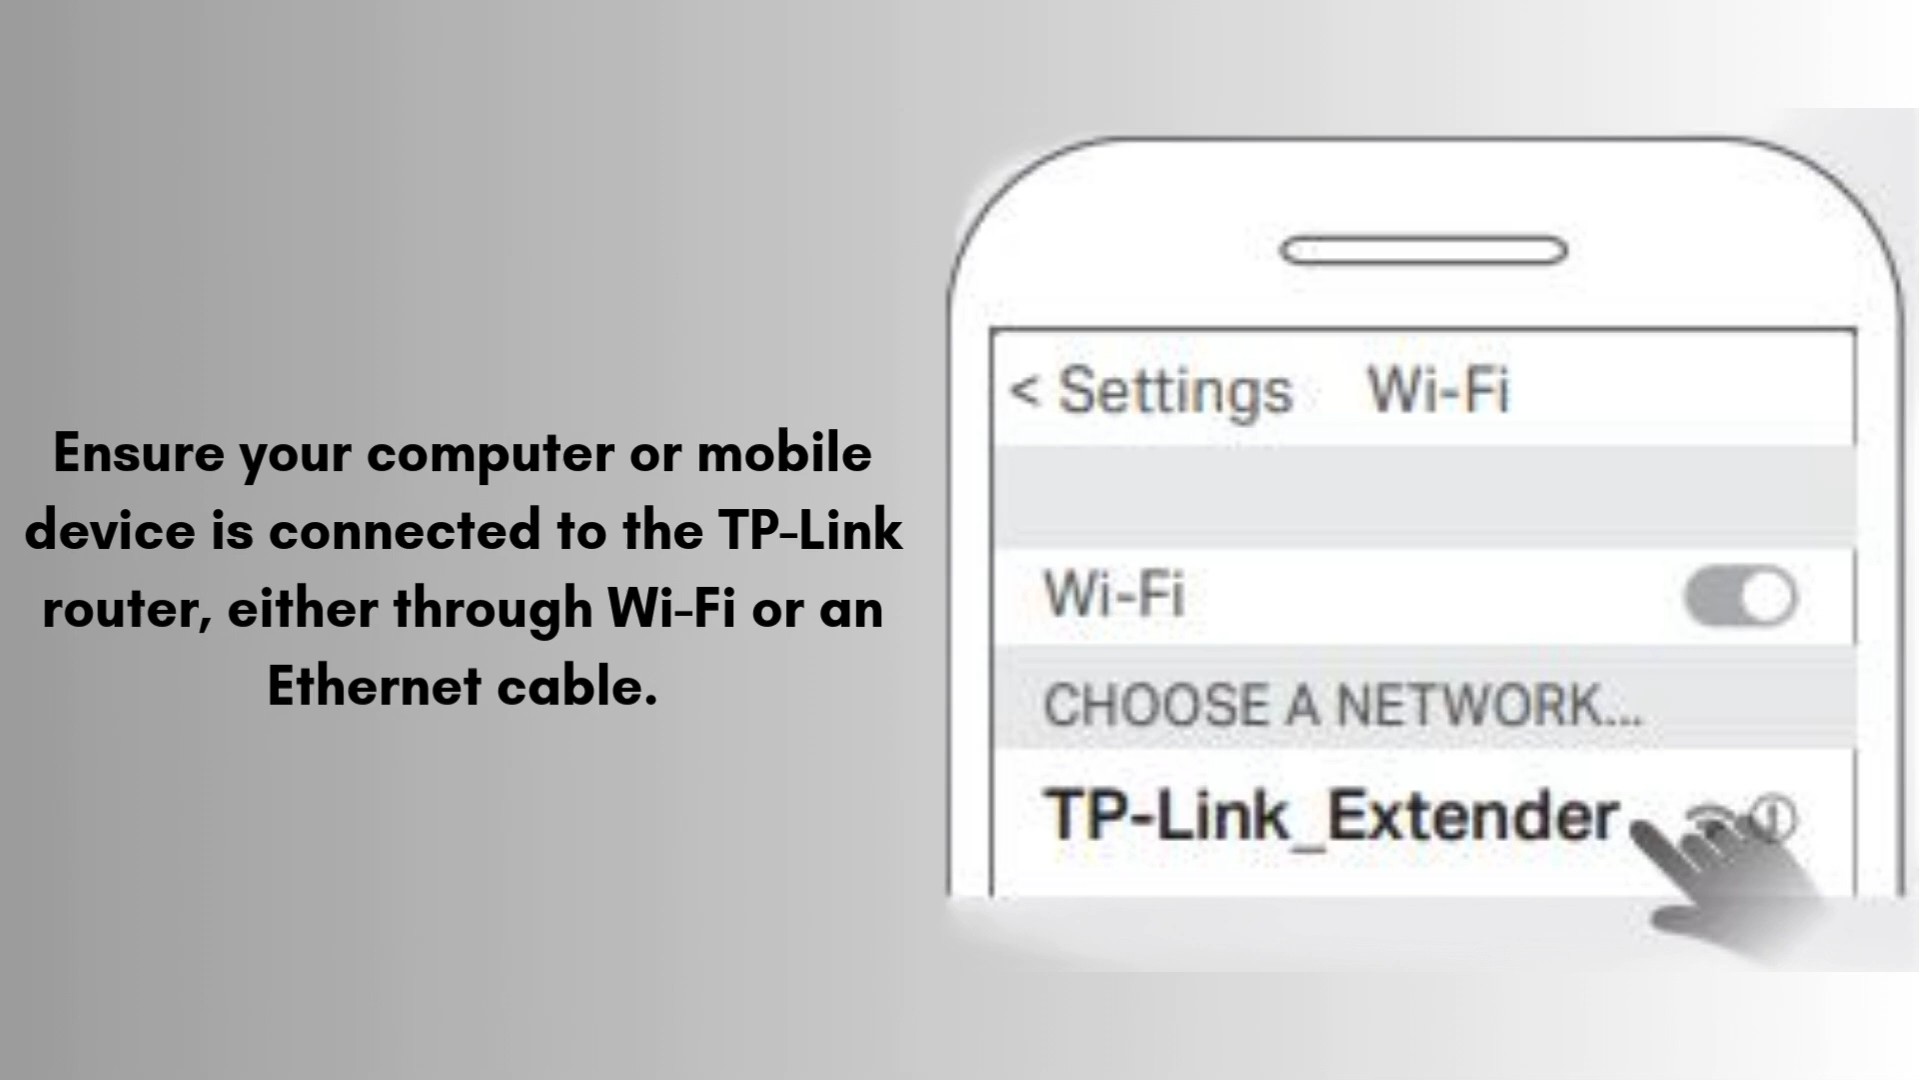 Ensure your computer or mobile
device is connected to the TP-Link
router, either through Wi-Fi or an
Ethernet cable.
< Settings Wi-Fi
Wi-Fi
CHOOSE A NETWORK...
TP-Link_Extender